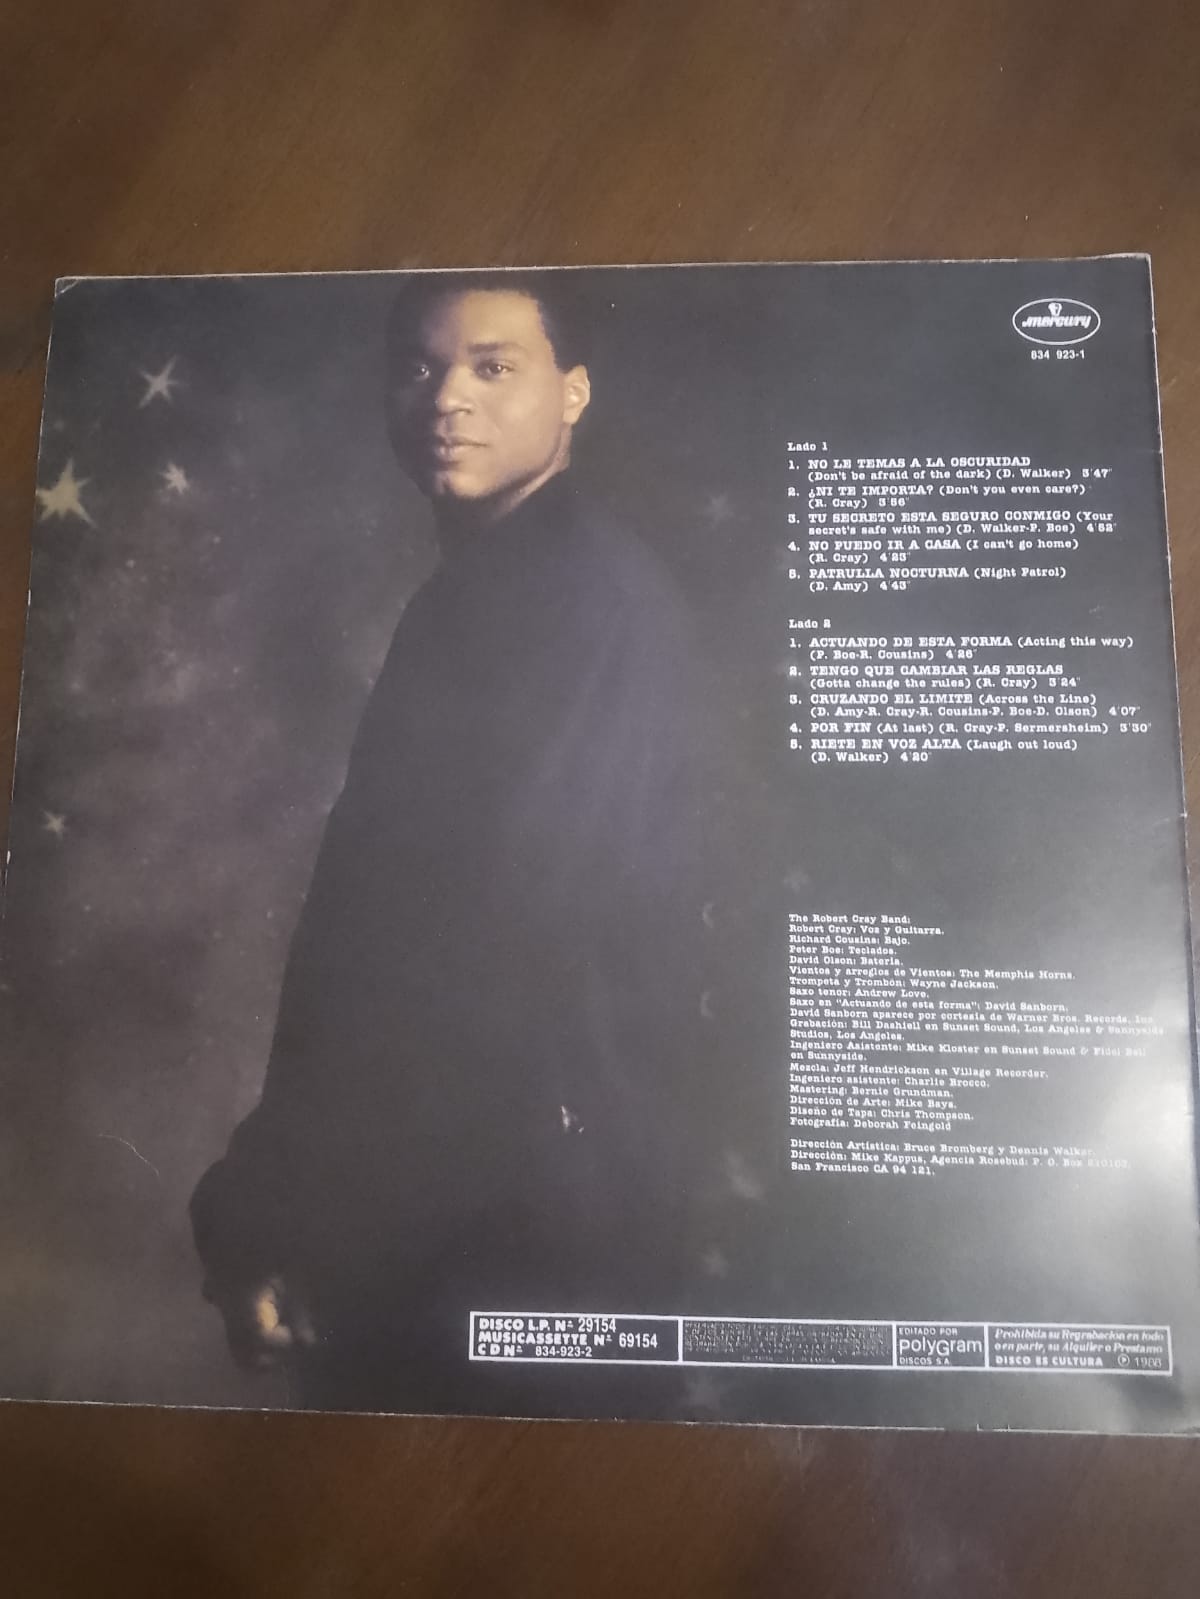 mercury
834 923-1
Lado 1
1. NO LE TEMAS A LA OSCURIDAD
(Don't be afraid of the dark) (D. Walker) 3'47"
2. ¿NI TE IMPORTA? (Don't you even care?)
(R. Cray) 3'56"
3. TU SECRETO ESTA SEGURO CONMIGO (Your
secret's safe with me) (D. Walker-P. Boe) 4'52"
4. NO PUEDO IR A CASA (I can't go home)
(R. Cray) 4'25"
5. PATRULLA NOCTURNA (Night Patrol)
(D. Amy) 4'43"
Lado 2
1. ACTUANDO DE ESTA FORMA (Acting this way)
(P. Boe-R. Cousins) 4'26"
2. TENGO QUE CAMBIAR LAS REGLAS
(Gotta change the rules) (R. Cray) 3'24"
3. CRUZANDO EL LIMITE (Across the Line)
(D. Amy-R. Cray-R. Cousins-P. Boe-D. Olson) 4'07"
4. POR FIN (At last) (R. Cray-P. Sermersheim) 3'30"
5. RIETE EN VOZ ALTA (Laugh out loud)
(D. Walker) 4'20"
The Robert Cray Band:
Robert Cray: Voz y Guitarra.
Richard Cousins: Bajo.
Peter Boe: Teclados.
David Olson: Batería.
Vientos y arreglos de Vientos: The Memphis Horns.
Trompeta y Trombón: Wayne Jackson.
Saxo tenor: Andrew Love.
Saxo en "Actuando de esta forma": David Sanborn.
David Sanborn aparece por cortesía de Warner Bros. Records, Inc.
Grabación: Bill Dashiell en Sunset Sound, Los Angeles & Sunnyside
Studios, Los Angeles.
Ingeniero Asistente: Mike Kloster en Sunset Sound & Fidel Bell
en Sunnyside.
Mezcla: Jeff Hendrickson en Village Recorder.
Ingeniero asistente: Charlie Brocco.
Mastering: Bernie Grundman.
Dirección de Arte: Mike Bays.
Diseño de Tapa: Chris Thompson.
Fotografía: Deborah Feingold
Dirección Artística: Bruce Bromberg y Dennis Walker.
Dirección: Mike Kappus, Agencia Rosebud: P. O. Box
San Francisco CA 94 121.
DISCO L.P. Nº 29154
MUSICASSETTE Nº 69154
C D Nº 834-923-2
EDITADO POR
PolyGram
DISCOS S.A.
Prohibida su Regrabacion en todo
o en parte, su Alquiler o Prestamo
DISCO ES CULTURA ℗ 1988